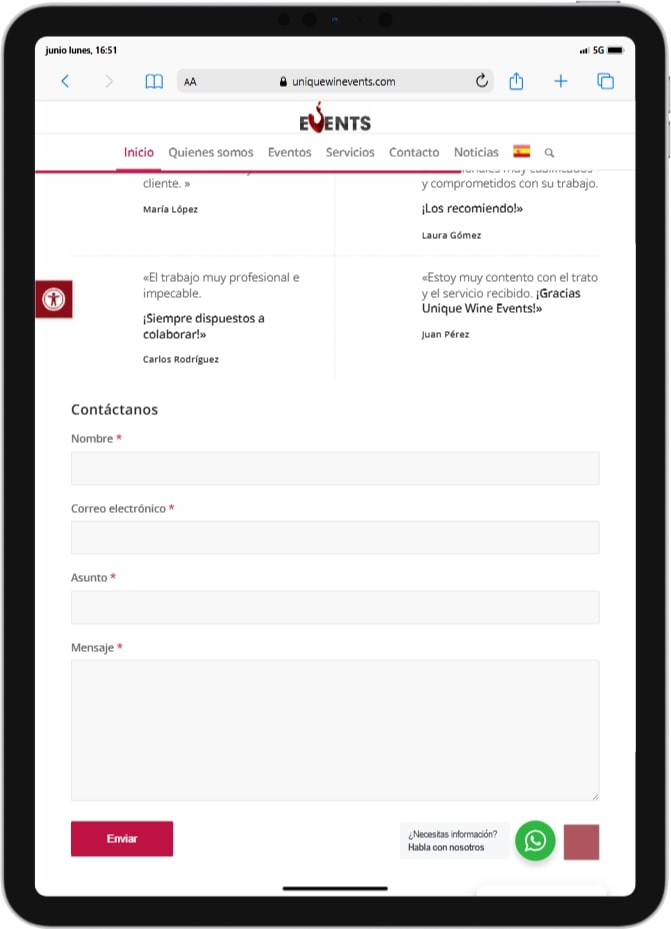 junio lunes, 16:51
5G
AA
uniquewinevents.com
EVENTS
Inicio
Quienes somos
Eventos
Servicios
Contacto
Noticias
cliente. »
María López
y comprometidos con su trabajo.
¡Los recomiendo!»
Laura Gómez
«El trabajo muy profesional e
impecable.
¡Siempre dispuestos a
colaborar!»
Carlos Rodríguez
«Estoy muy contento con el trato
y el servicio recibido. ¡Gracias
Unique Wine Events!»
Juan Pérez
Contáctanos
Nombre *
Correo electrónico *
Asunto *
Mensaje *
Enviar
¿Necesitas información?
Habla con nosotros